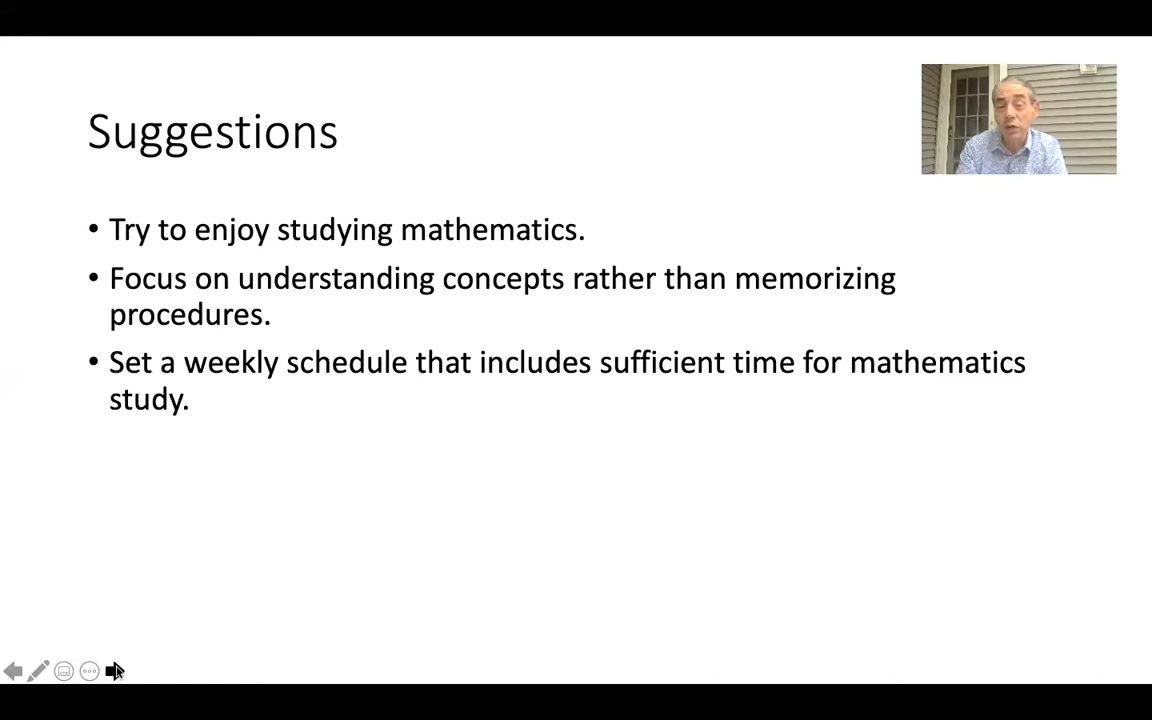 Suggestions
• Try to enjoy studying mathematics.
• Focus on understanding concepts rather than memorizing
procedures.
• Set a weekly schedule that includes sufficient time for mathematics
study.